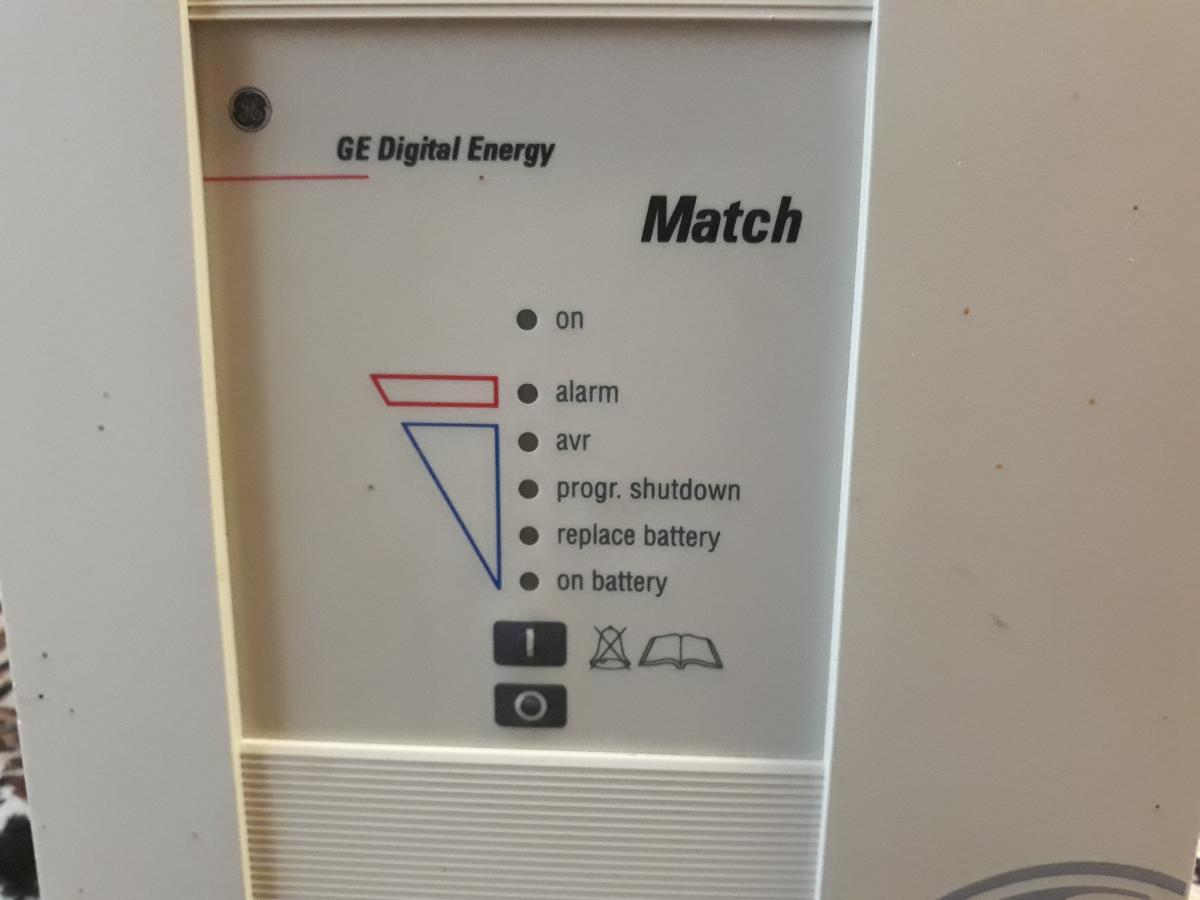 GE Digital Energy
Match
on
alarm
avr
progr. shutdown
replace battery
on battery